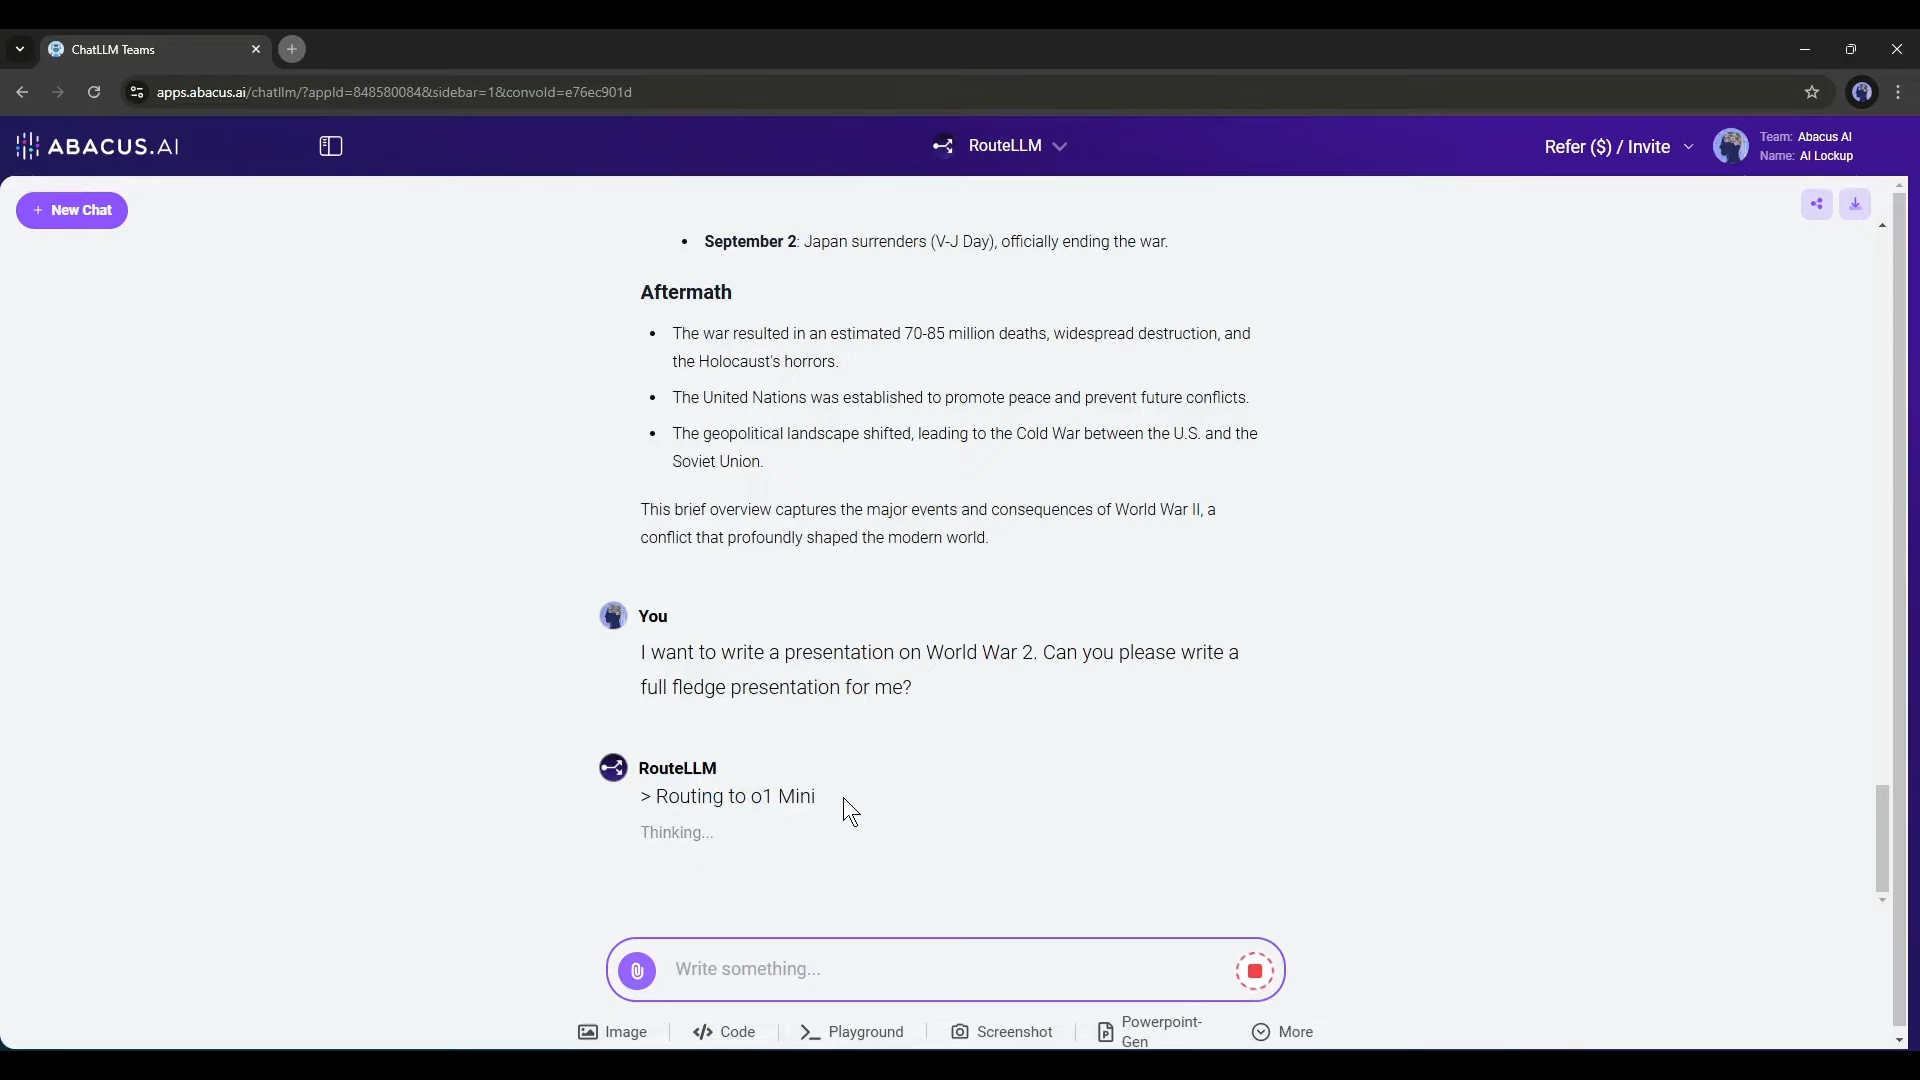 ChatLLM Teams
apps.abacus.ai/chatllm/?appId=848580084&sidebar=1&convoId=e76ec901d
ABACUS.AI
RouteLLM
Refer ($) / Invite
Team: Abacus AI
Name: AI Lockup
+ New Chat
• September 2: Japan surrenders (V-J Day), officially ending the war.
Aftermath
• The war resulted in an estimated 70-85 million deaths, widespread destruction, and
the Holocaust's horrors.
• The United Nations was established to promote peace and prevent future conflicts.
• The geopolitical landscape shifted, leading to the Cold War between the U.S. and the
Soviet Union.
This brief overview captures the major events and consequences of World War II, a
conflict that profoundly shaped the modern world.
You
I want to write a presentation on World War 2. Can you please write a
full fledge presentation for me?
RouteLLM
> Routing to o1 Mini
Thinking...
Write something...
Image
Code
Playground
Screenshot
Powerpoint-
Gen
More